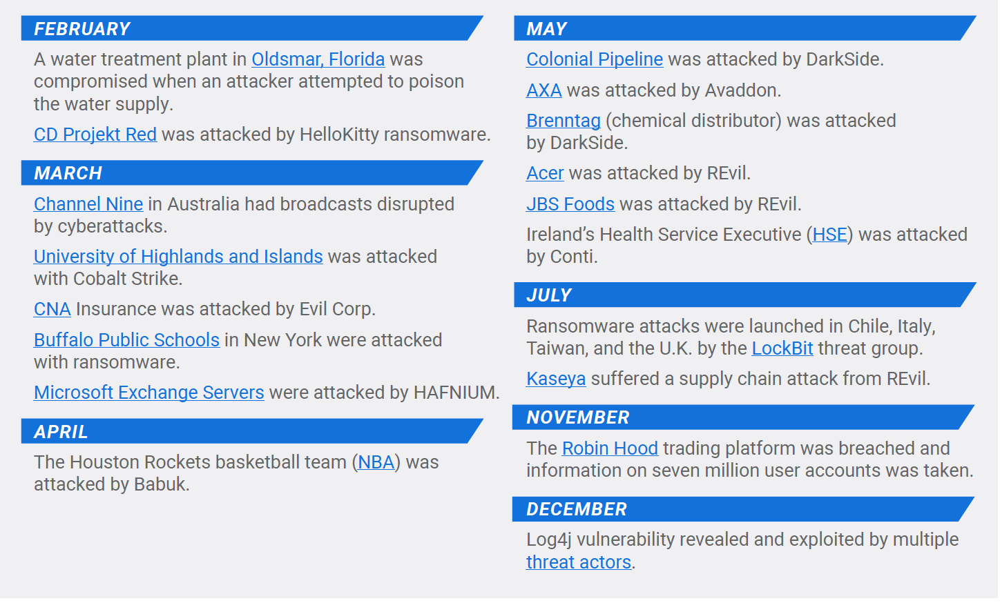 FEBRUARY
A water treatment plant in Oldsmar, Florida was
compromised when an attacker attempted to poison
the water supply.
CD Projekt Red was attacked by HelloKitty ransomware.
MARCH
Channel Nine in Australia had broadcasts disrupted
by cyberattacks.
University of Highlands and Islands was attacked
with Cobalt Strike.
CNA Insurance was attacked by Evil Corp.
Buffalo Public Schools in New York were attacked
with ransomware.
Microsoft Exchange Servers were attacked by HAFNIUM.
APRIL
The Houston Rockets basketball team (NBA) was
attacked by Babuk.
MAY
Colonial Pipeline was attacked by DarkSide.
AXA was attacked by Avaddon.
Brenntag (chemical distributor) was attacked
by DarkSide.
Acer was attacked by REvil.
JBS Foods was attacked by REvil.
Ireland’s Health Service Executive (HSE) was attacked
by Conti.
JULY
Ransomware attacks were launched in Chile, Italy,
Taiwan, and the U.K. by the LockBit threat group.
Kaseya suffered a supply chain attack from REvil.
NOVEMBER
The Robin Hood trading platform was breached and
information on seven million user accounts was taken.
DECEMBER
Log4j vulnerability revealed and exploited by multiple
threat actors.